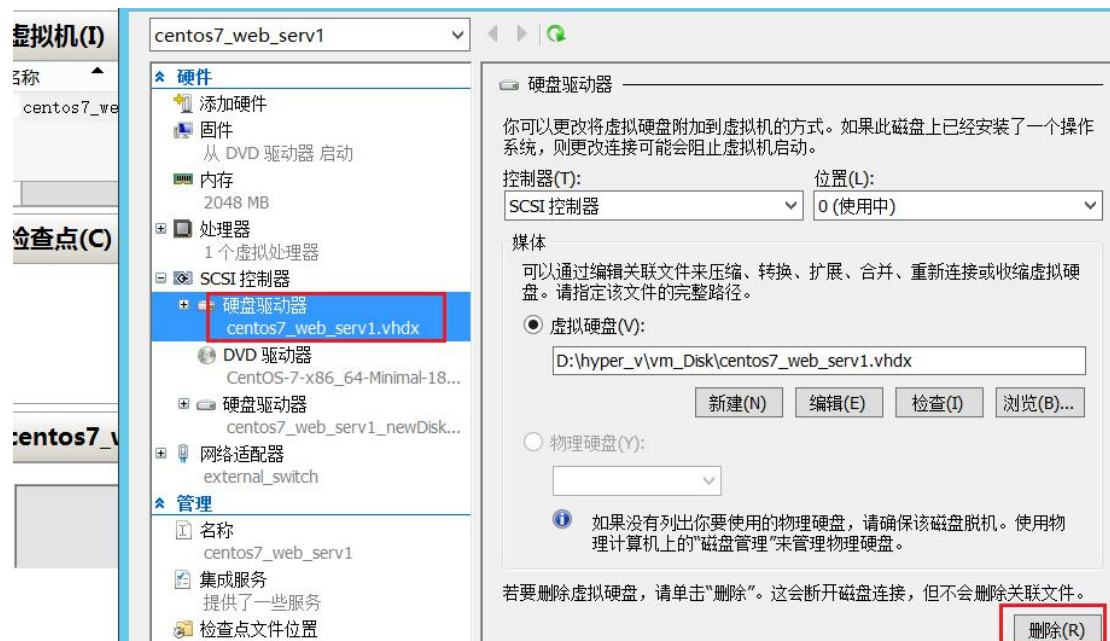 虚拟机(I)
名称
centos7_we
检查点(C)
centos7_v
centos7_web_serv1
硬件
添加硬件
固件
从 DVD 驱动器 启动
内存
2048 MB
处理器
1 个虚拟处理器
SCSI 控制器
硬盘驱动器
centos7_web_serv1.vhdx
DVD 驱动器
CentOS-7-x86_64-Minimal-18...
硬盘驱动器
centos7_web_serv1_newDisk...
网络适配器
external_switch
管理
名称
centos7_web_serv1
集成服务
提供了一些服务
检查点文件位置
硬盘驱动器
你可以更改将虚拟硬盘附加到虚拟机的方式。如果此磁盘上已经安装了一个操作
系统，则更改连接可能会阻止虚拟机启动。
控制器(T):
位置(L):
SCSI 控制器
0 (使用中)
媒体
可以通过编辑关联文件来压缩、转换、扩展、合并、重新连接或收缩虚拟硬
盘。请指定该文件的完整路径。
虚拟硬盘(V):
D:\hyper_v\vm_Disk\centos7_web_serv1.vhdx
新建(N)
编辑(E)
检查(I)
浏览(B)...
物理硬盘(Y):
如果没有列出你要使用的物理硬盘，请确保该磁盘脱机。使用物
理计算机上的"磁盘管理"来管理物理硬盘。
若要删除虚拟硬盘，请单击"删除"。这会断开磁盘连接，但不会删除关联文件。
删除(R)